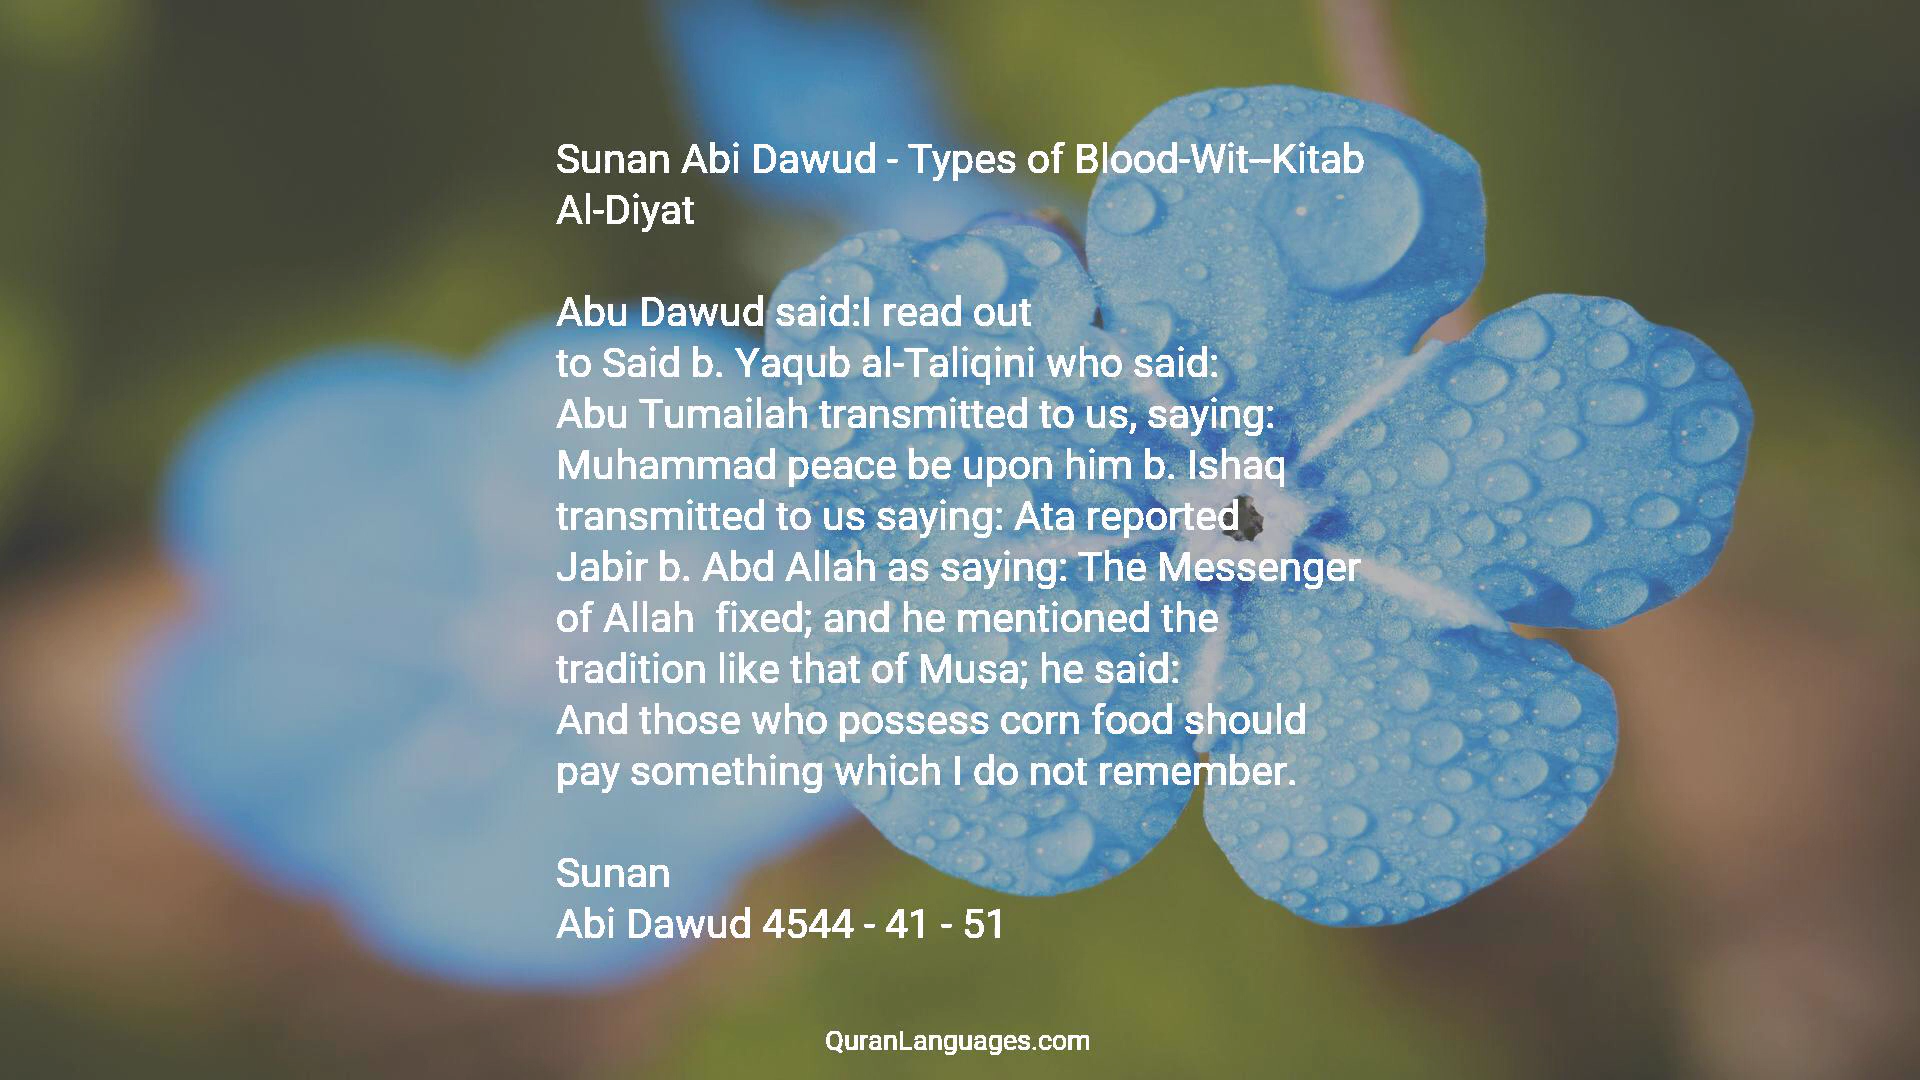 Sunan Abi Dawud - Types of Blood-Wit–Kitab
Al-Diyat
Abu Dawud said:I read out
to Said b. Yaqub al-Taliqini who said:
Abu Tumailah transmitted to us, saying:
Muhammad peace be upon him b. Ishaq
transmitted to us saying: Ata reported
Jabir b. Abd Allah as saying: The Messenger
of Allah  fixed; and he mentioned the
tradition like that of Musa; he said:
And those who possess corn food should
pay something which I do not remember.
Sunan
Abi Dawud 4544 - 41 - 51
QuranLanguages.com